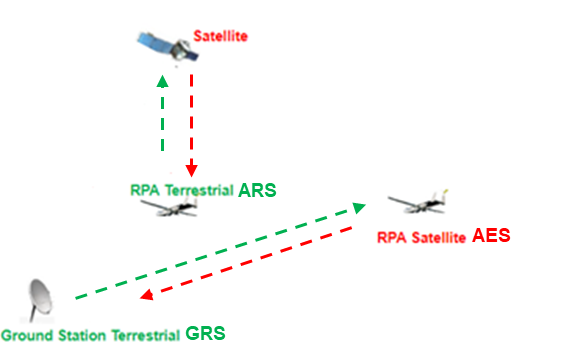 Satellite
RPA Terrestrial ARS
RPA Satellite AES
Ground Station Terrestrial GRS